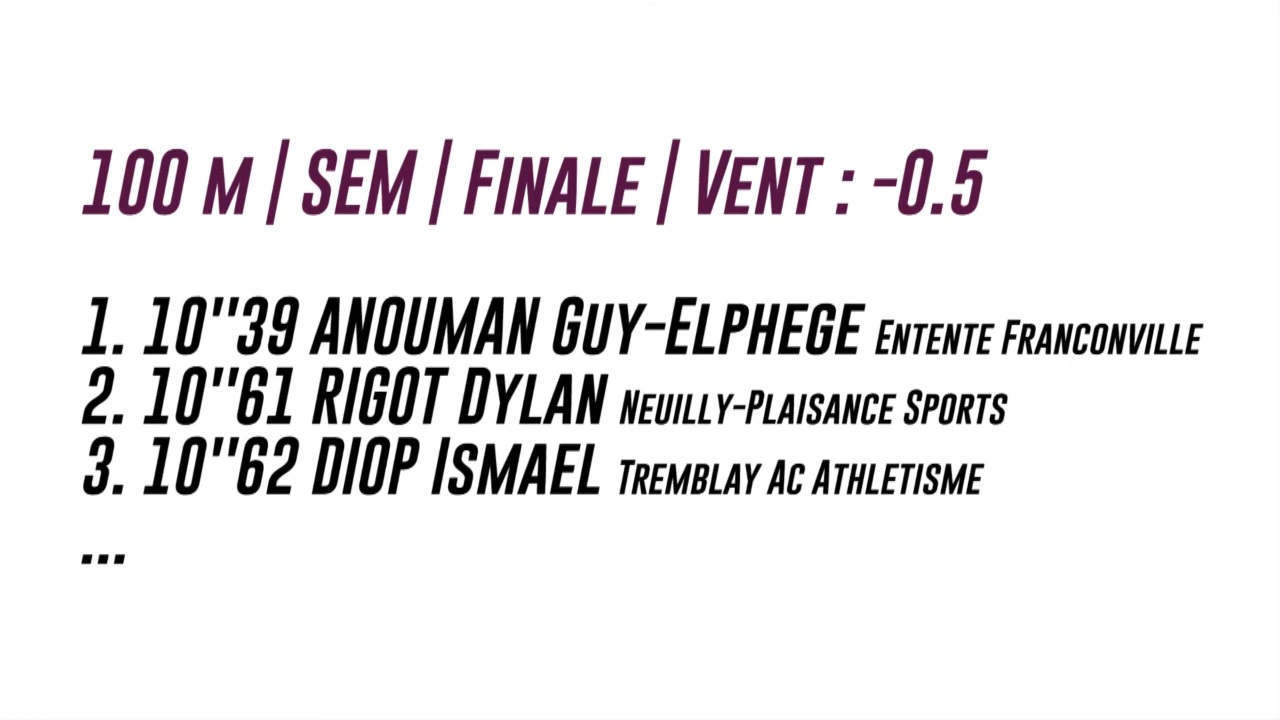 100 m | SEM | Finale | Vent : -0.5
1. 10''39 ANOUMAN Guy-Elphege Entente Franconville
2. 10''61 RIGOT Dylan Neuilly-Plaisance Sports
3. 10''62 DIOP Ismael Tremblay Ac Athletisme
...